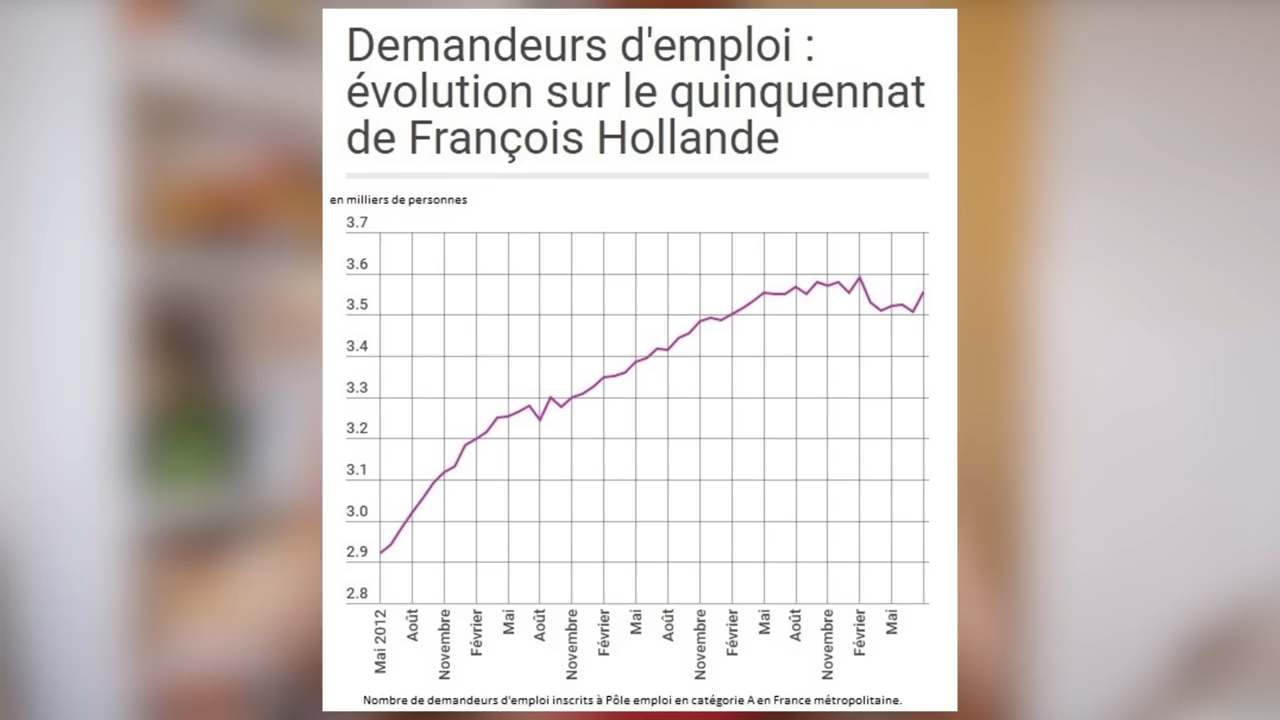 Demandeurs d'emploi :
évolution sur le quinquennat
de François Hollande
en milliers de personnes
3.7
3.6
3.5
3.4
3.3
3.2
3.1
3.0
2.9
2.8
Mai 2012
Août
Novembre
Février
Mai
Août
Novembre
Février
Mai
Août
Novembre
Février
Mai
Août
Novembre
Février
Mai
Nombre de demandeurs d'emploi inscrits à Pôle emploi en catégorie A en France métropolitaine.